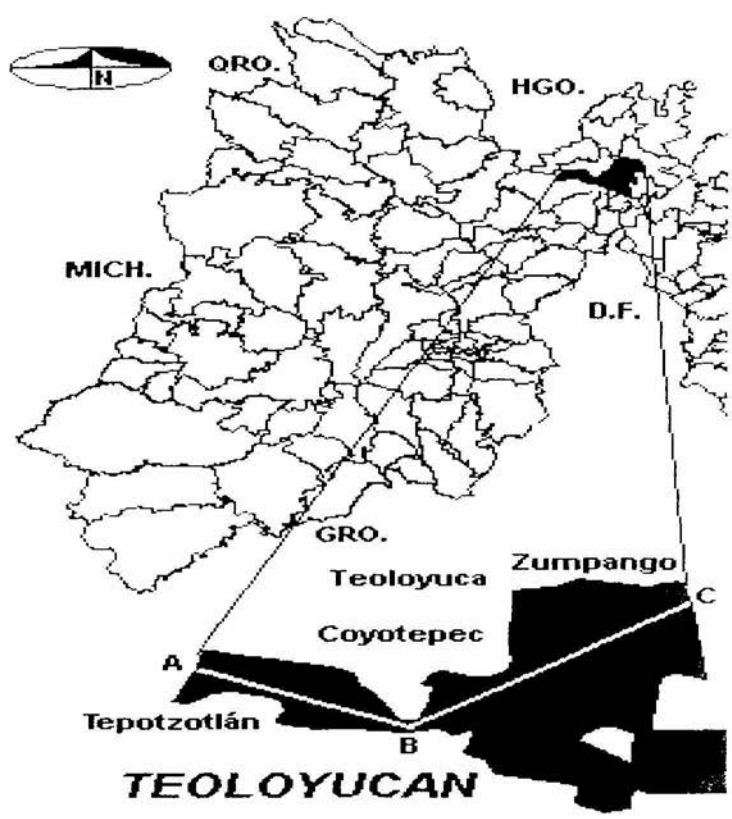 N
QRO.
HGO.
MICH.
D.F.
GRO.
Zumpango
Teoloyuca
C
Coyotepec
A
Tepotzotlán
B
TEOLOYUCAN